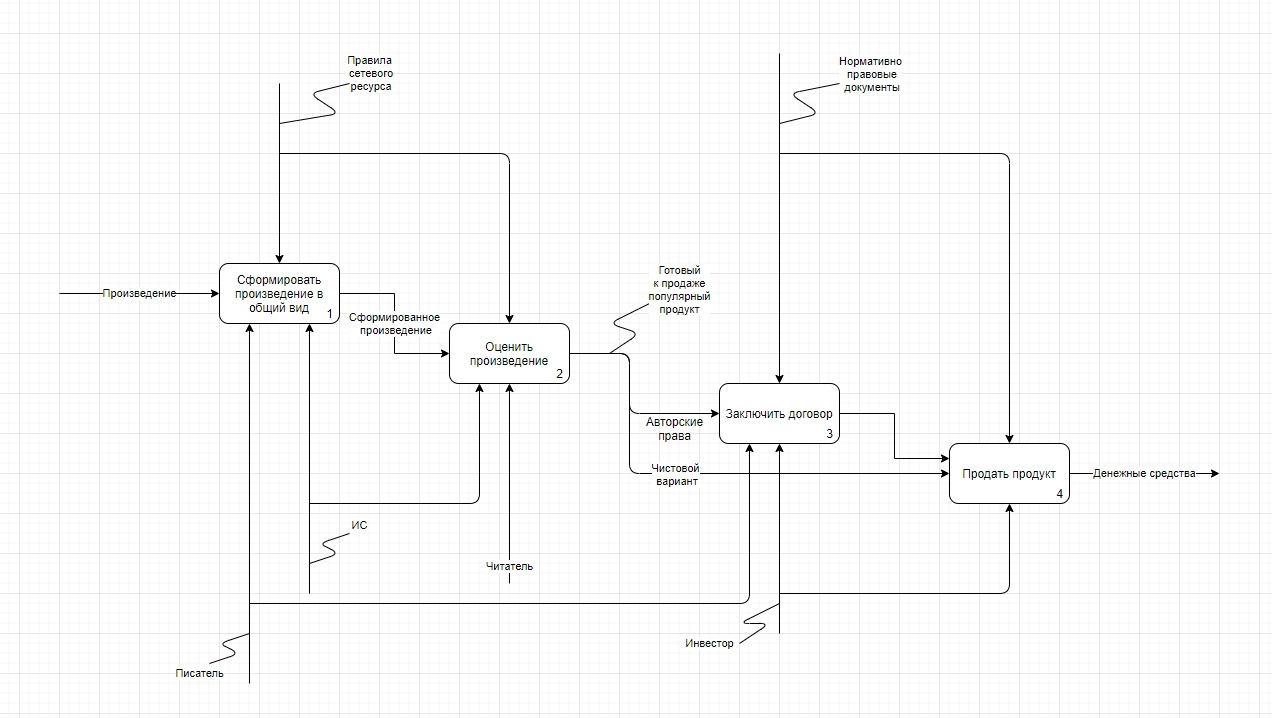 Правила
сетевого
ресурса
Нормативно
правовые
документы
Произведение
Сформировать
произведение в
общий вид
1
Сформированное
произведение
Оценить
произведение
2
Готовый
к продаже
популярный
продукт
Авторские
права
Заключить договор
3
Чистовой
вариант
Продать продукт
4
Денежные средства
ИС
Читатель
Писатель
Инвестор